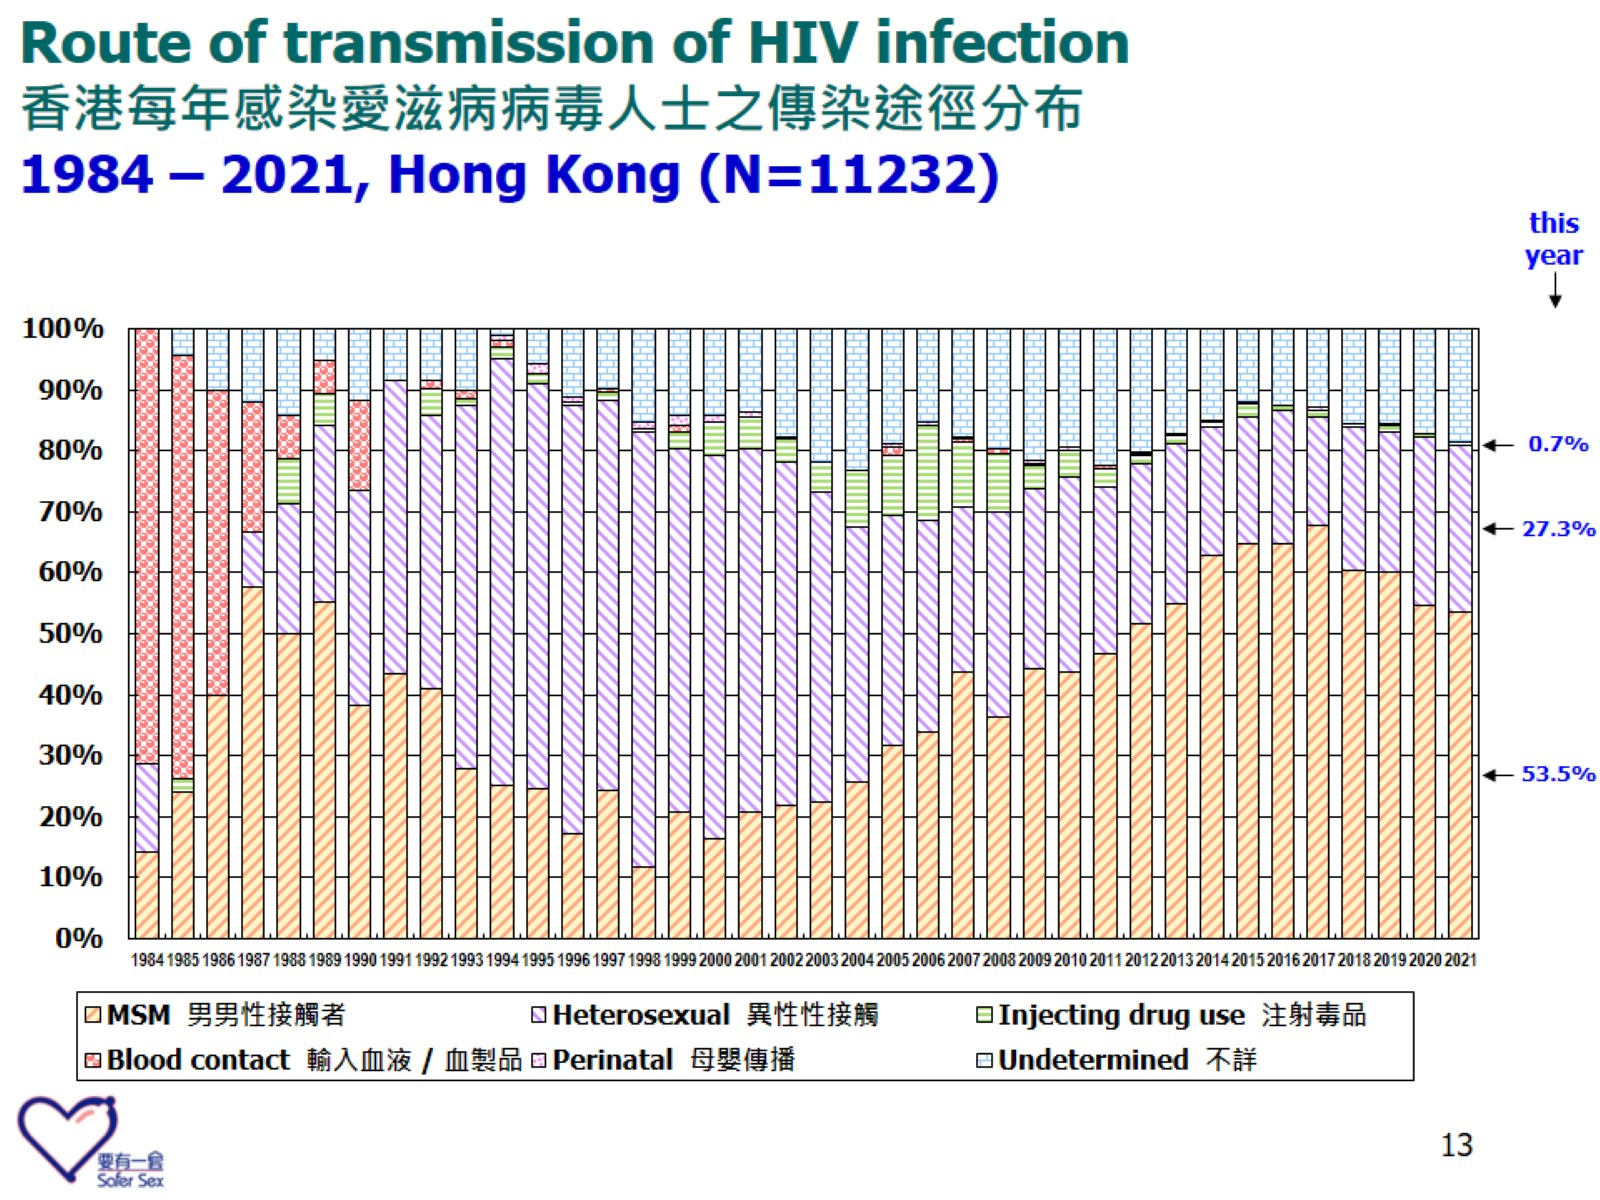 Route of transmission of HIV infection
香港每年感染愛滋病病毒人士之傳染途徑分布
1984 – 2021, Hong Kong (N=11232)
this
year
100%
90%
80%
0.7%
70%
27.3%
60%
50%
40%
30%
53.5%
20%
10%
0%
1984 1985 1986 1987 1988 1989 1990 1991 1992 1993 1994 1995 1996 1997 1998 1999 2000 2001 2002 2003 2004 2005 2006 2007 2008 2009 2010 2011 2012 2013 2014 2015 2016 2017 2018 2019 2020 2021
MSM 男男性接觸者 Heterosexual 異性性接觸 Injecting drug use 注射毒品
Blood contact 輸入血液 / 血製品 Perinatal 母嬰傳播 Undetermined 不詳
要有一套
Safer Sex
13